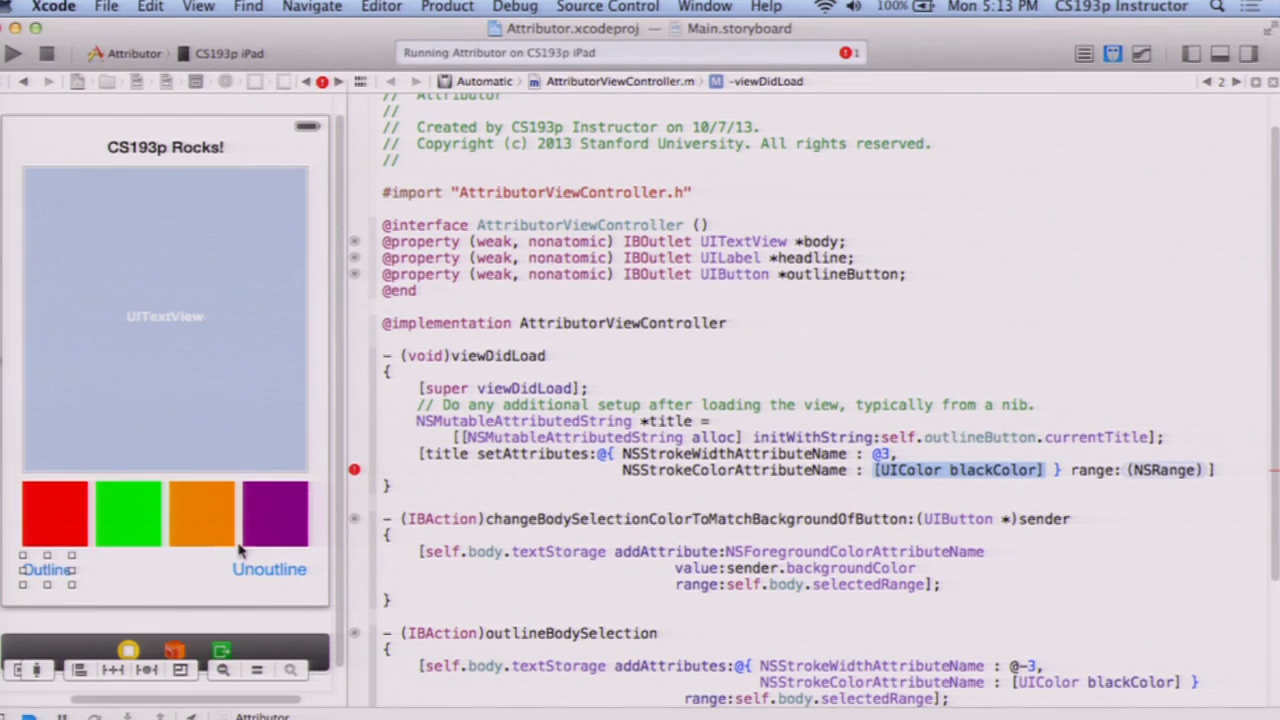 Xcode File Edit View Find Navigate Editor Product Debug Source Control Window Help 100% Mon 5:13 PM CS193p Instructor
Attributor.xcodeproj — Main.storyboard
Attributor CS193p iPad
Running Attributor on CS193p iPad
1
Automatic AttributorViewController.m M -viewDidLoad
2
CS193p Rocks!
UITextView
Outline
Unoutline
// Attributor
//
// Created by CS193p Instructor on 10/7/13.
// Copyright (c) 2013 Stanford University. All rights reserved.
//
#import "AttributorViewController.h"
@interface AttributorViewController ()
@property (weak, nonatomic) IBOutlet UITextView *body;
@property (weak, nonatomic) IBOutlet UILabel *headline;
@property (weak, nonatomic) IBOutlet UIButton *outlineButton;
@end
@implementation AttributorViewController
- (void)viewDidLoad
{
[super viewDidLoad];
// Do any additional setup after loading the view, typically from a nib.
NSMutableAttributedString *title =
[[NSMutableAttributedString alloc] initWithString:self.outlineButton.currentTitle];
[title setAttributes:@{ NSStrokeWidthAttributeName : @3,
NSStrokeColorAttributeName : [UIColor blackColor] } range:(NSRange) ]
}
- (IBAction)changeBodySelectionColorToMatchBackgroundOfButton:(UIButton *)sender
{
[self.body.textStorage addAttribute:NSForegroundColorAttributeName
value:sender.backgroundColor
range:self.body.selectedRange];
}
- (IBAction)outlineBodySelection
{
[self.body.textStorage addAttributes:@{ NSStrokeWidthAttributeName : @-3,
NSStrokeColorAttributeName : [UIColor blackColor] }
range:self.body.selectedRange];
Attributor